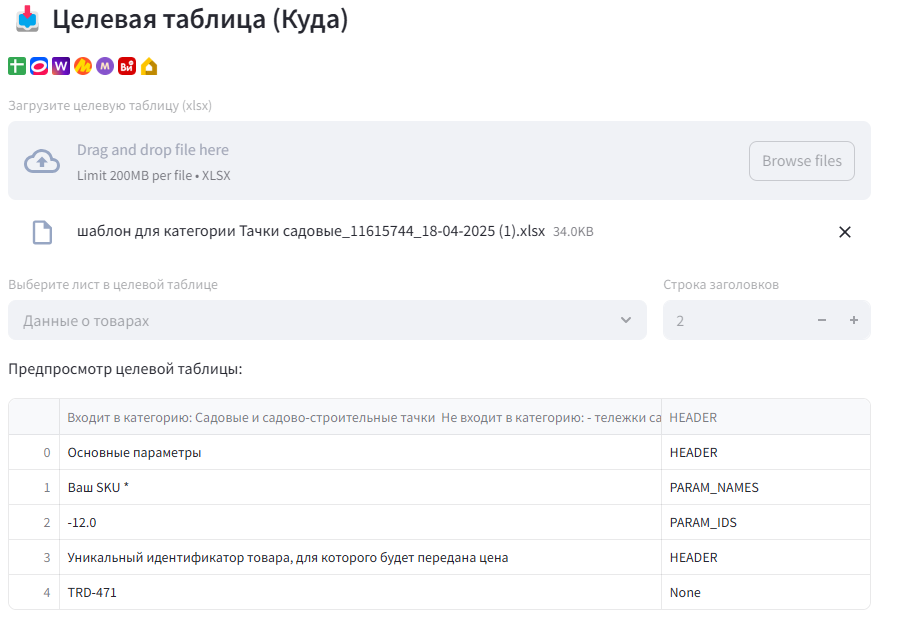 Целевая таблица (Куда)
W M M ВИ
Загрузите целевую таблицу (xlsx)
Drag and drop file here
Limit 200MB per file • XLSX
Browse files
шаблон для категории Тачки садовые_11615744_18-04-2025 (1).xlsx 34.0KB
Выберите лист в целевой таблице
Строка заголовков
Данные о товарах
2
Предпросмотр целевой таблицы:
Входит в категорию: Садовые и садово-строительные тачки Не входит в категорию: - тележки са HEADER
0 Основные параметры HEADER
1 Ваш SKU * PARAM_NAMES
2 -12.0 PARAM_IDS
3 Уникальный идентификатор товара, для которого будет передана цена HEADER
4 TRD-471 None